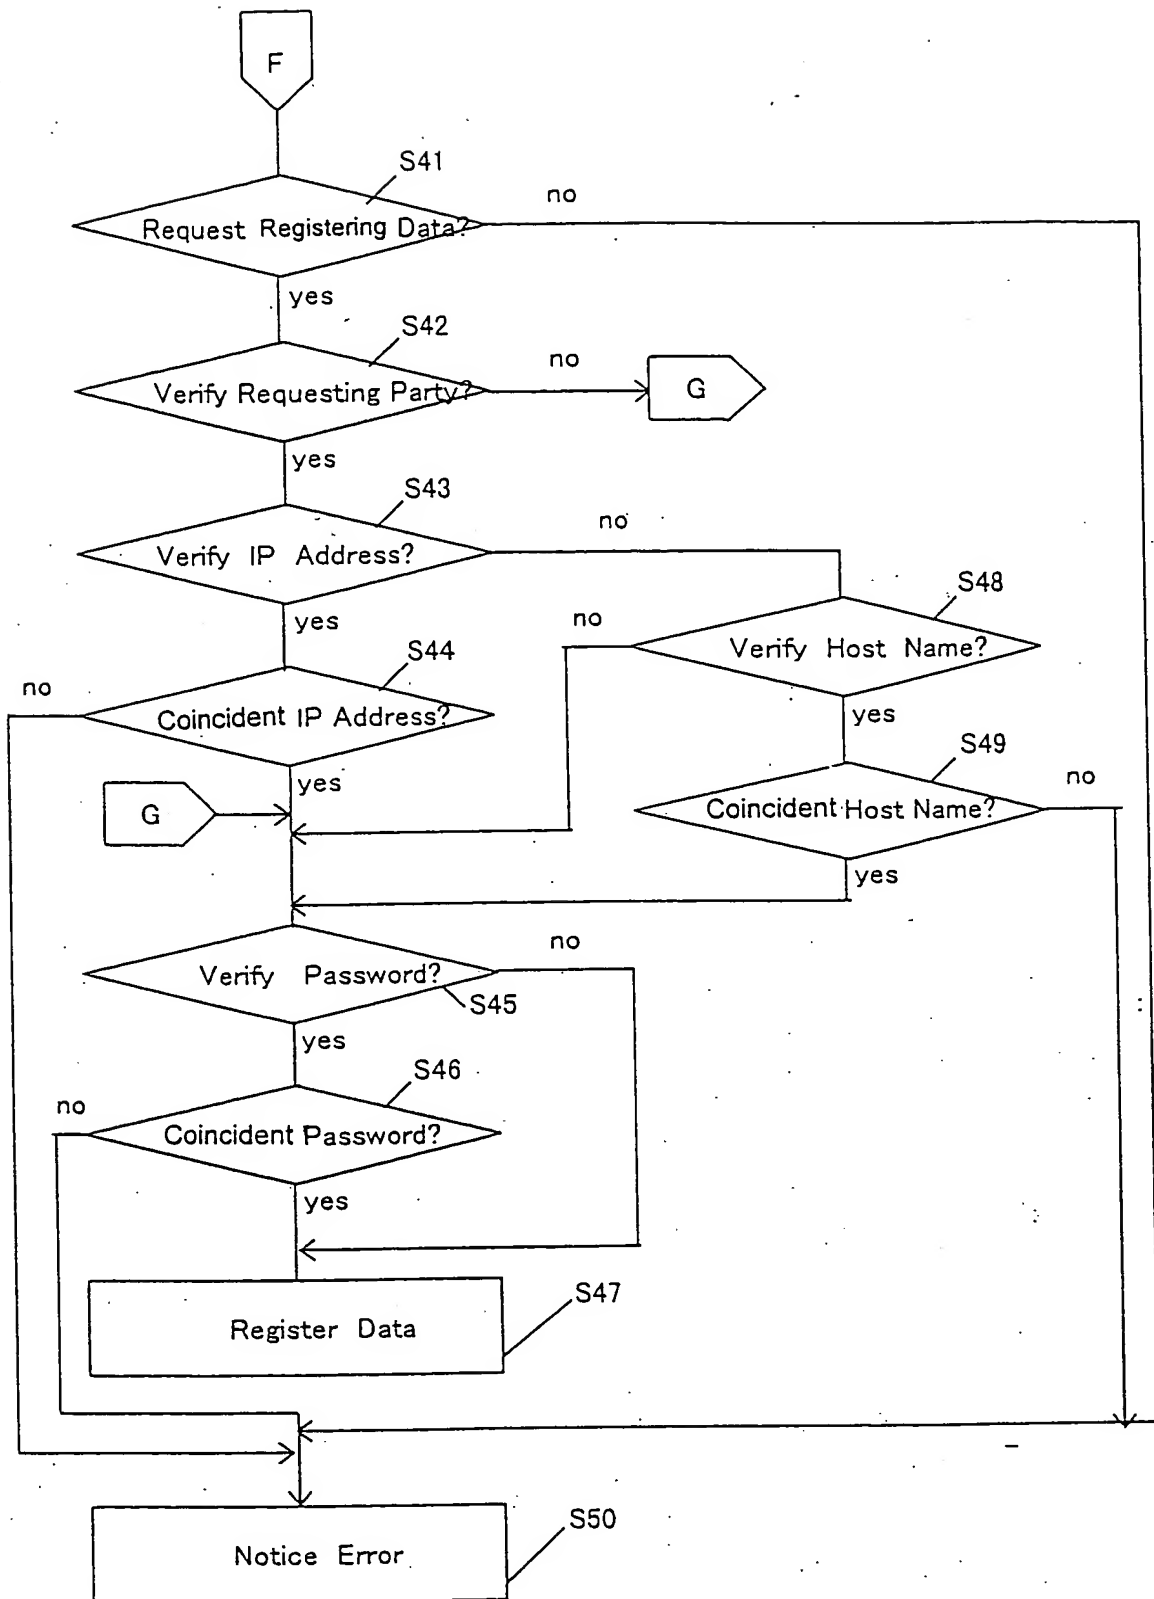 F
S41
no
Request Registering Data?
yes
S42
no
Verify Requesting Party?
G
yes
S43
no
Verify IP Address?
yes
S48
no
Verify Host Name?
S44
no
Coincident IP Address?
yes
S49
no
yes
G
Coincident Host Name?
yes
no
Verify Password?
S45
yes
S46
no
Coincident Password?
yes
S47
Register Data
S50
Notice Error